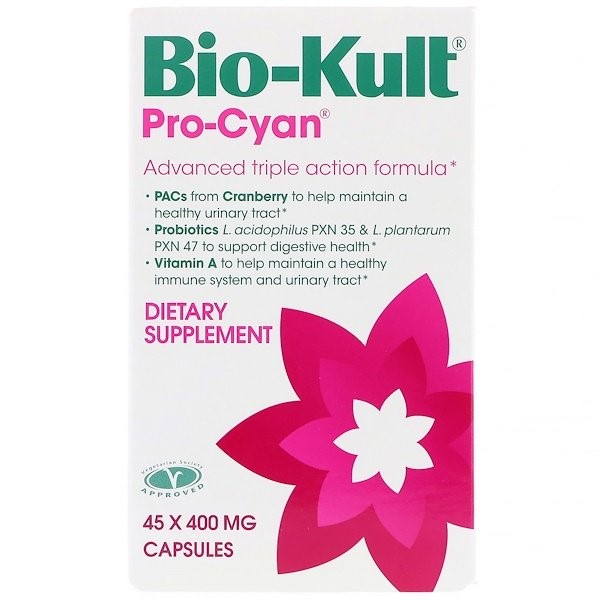 Bio-Kult®
Pro-Cyan®
Advanced triple action formula*
• PACs from Cranberry to help maintain a
healthy urinary tract*
• Probiotics L. acidophilus PXN 35 & L. plantarum
PXN 47 to support digestive health*
• Vitamin A to help maintain a healthy
immune system and urinary tract*
DIETARY
SUPPLEMENT
Vegetarian Society
V
APPROVED
45 X 400 MG
CAPSULES